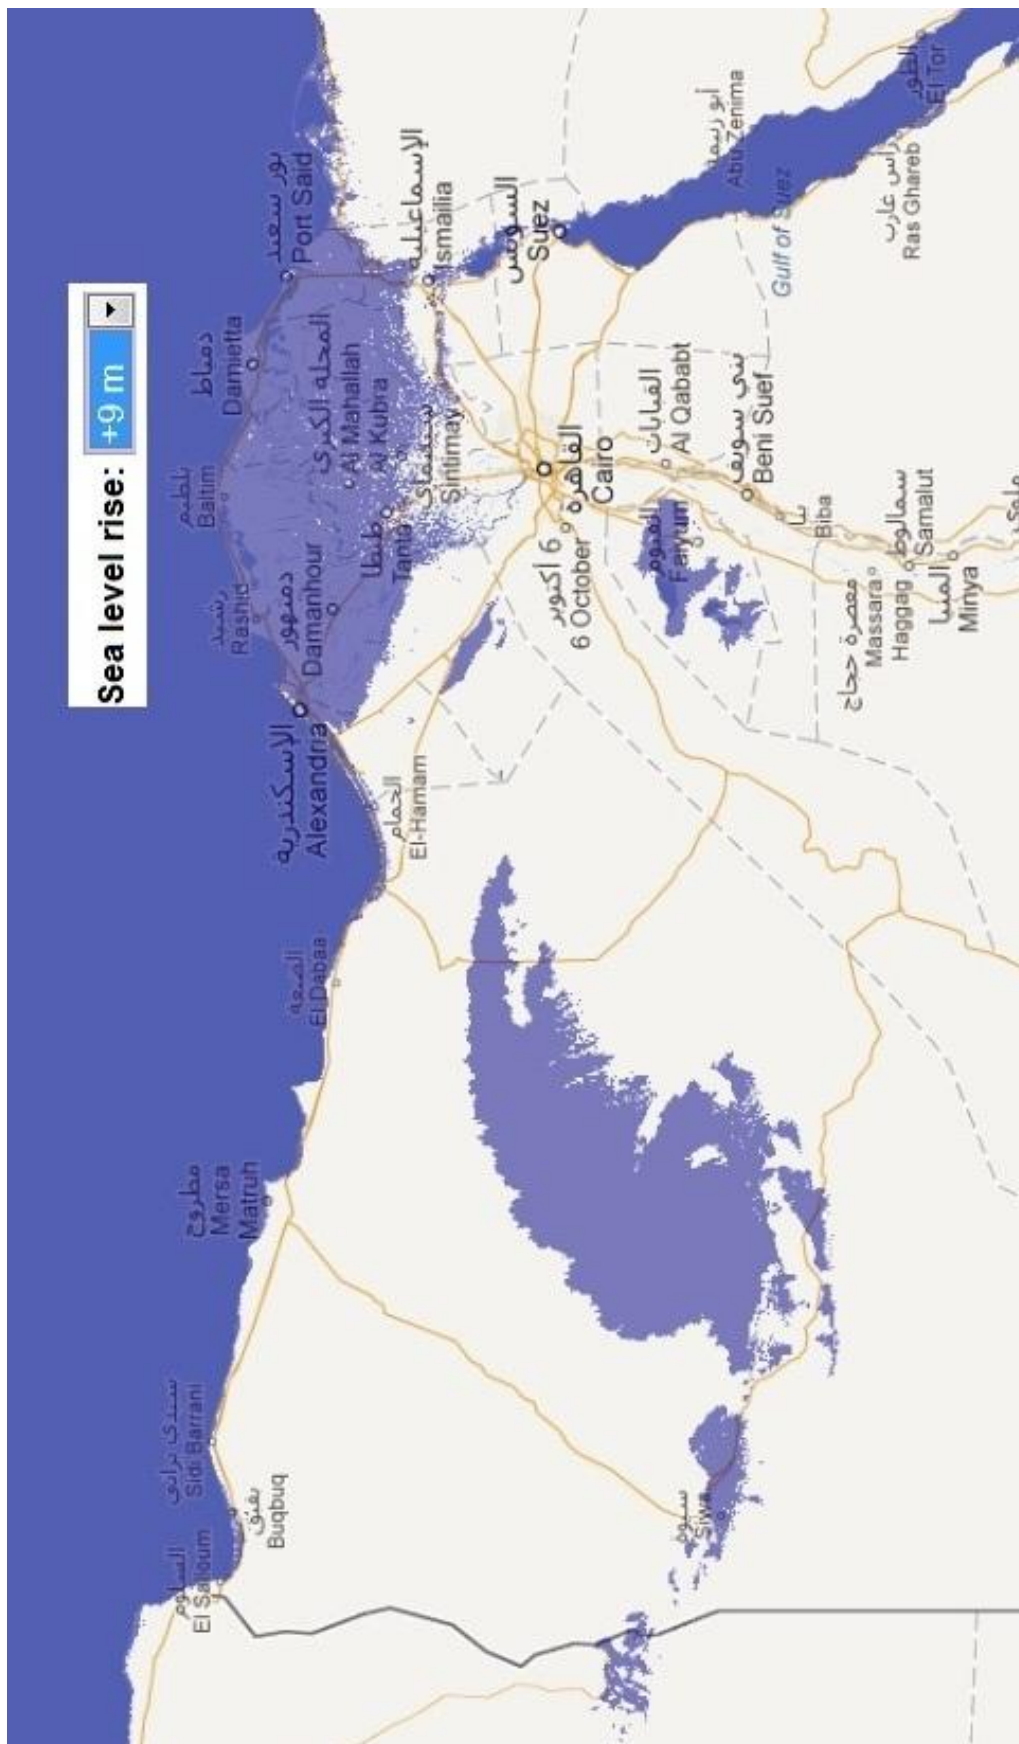 Sea level rise: +9 m
السلوم
El Salloum
سيدي براني
Sidi Barrani
بقبق
Buqbuq
مطروح
Mersa
Matruh
الضبعة
El Dabaa
الإسكندرية
Alexandria
رشيد
Rashid
بلطيم
Baltim
دمياط
Damietta
بور سعيد
Port Said
دمنهور
Damanhour
المحلة الكبرى
Al Mahallah
Al Kubra
الحمام
El-Hamam
طنطا
Tanta
Sintimay
الإسماعيلية
Ismailia
السويس
Suez
القاهرة
Cairo
6 أكتوبر
6 October
الفيوم
Faiyum
القبابات
Al Qababt
سيوة
Siwa
بني سويف
Beni Suef
أبو زنيمة
Abu Zenima
Gulf of Suez
ببا
Biba
معصرة حجاج
Massara
Haggag
سمالوط
Samalut
رأس غارب
Ras Ghareb
الطور
El Tor
المنيا
Minya
ملوي